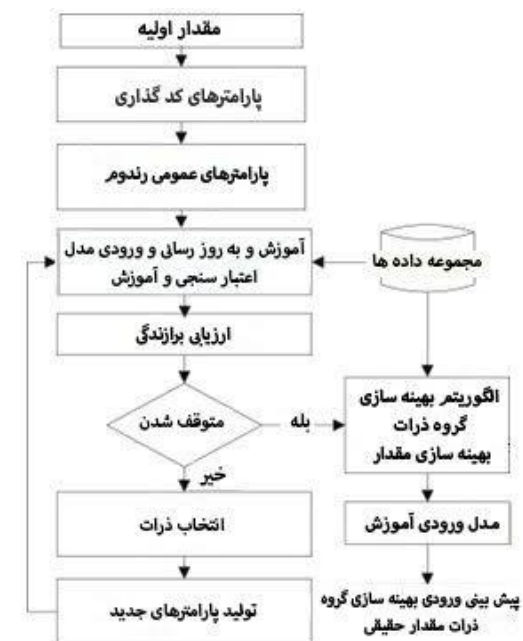 مقدار اولیه
پارامترهای کد گذاری
پارامترهای عمومی رندوم
آموزش و به روز رسانی و ورودی مدل
اعتبار سنجی و آموزش
مجموعه داده ها
ارزیابی برازندگی
متوقف شدن
بله
خیر
الگوریتم بهینه سازی
گروه ذرات
بهینه سازی مقدار
انتخاب ذرات
مدل ورودی آموزش
تولید پارامترهای جدید
پیش بینی ورودی بهینه سازی گروه
ذرات مقدار حقیقی